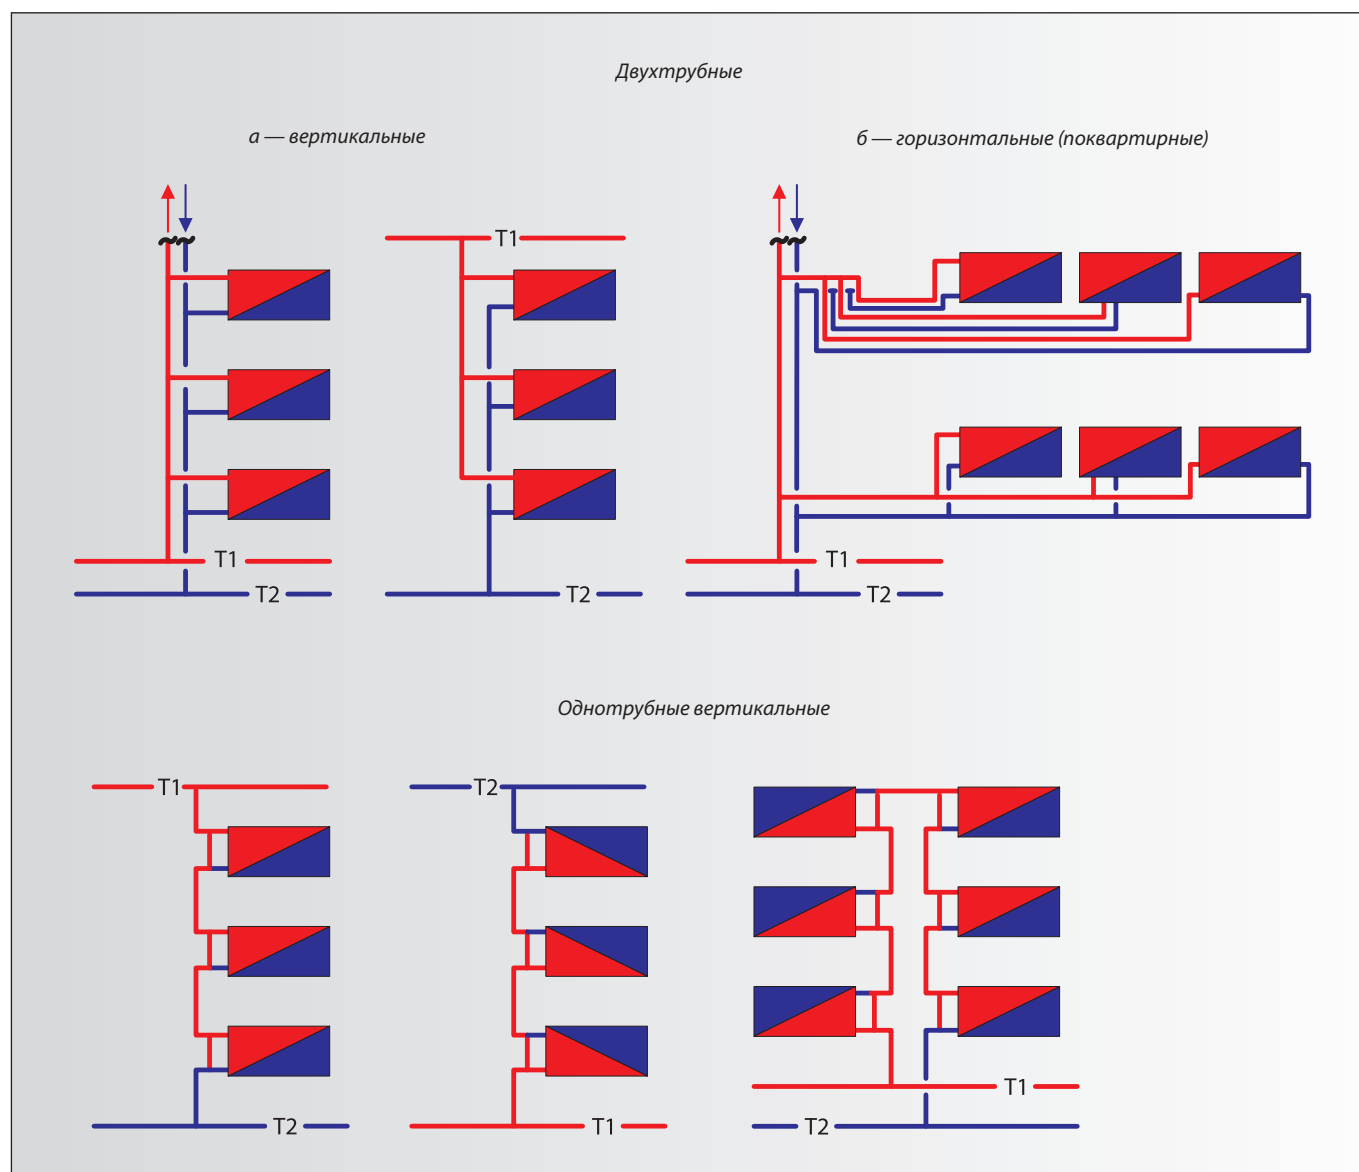 Двухтрубные
а — вертикальные
б — горизонтальные (поквартирные)
Т1
Т1
Т2
Т2
Т1
Т2
Однотрубные вертикальные
Т1
Т2
Т2
Т1
Т1
Т2